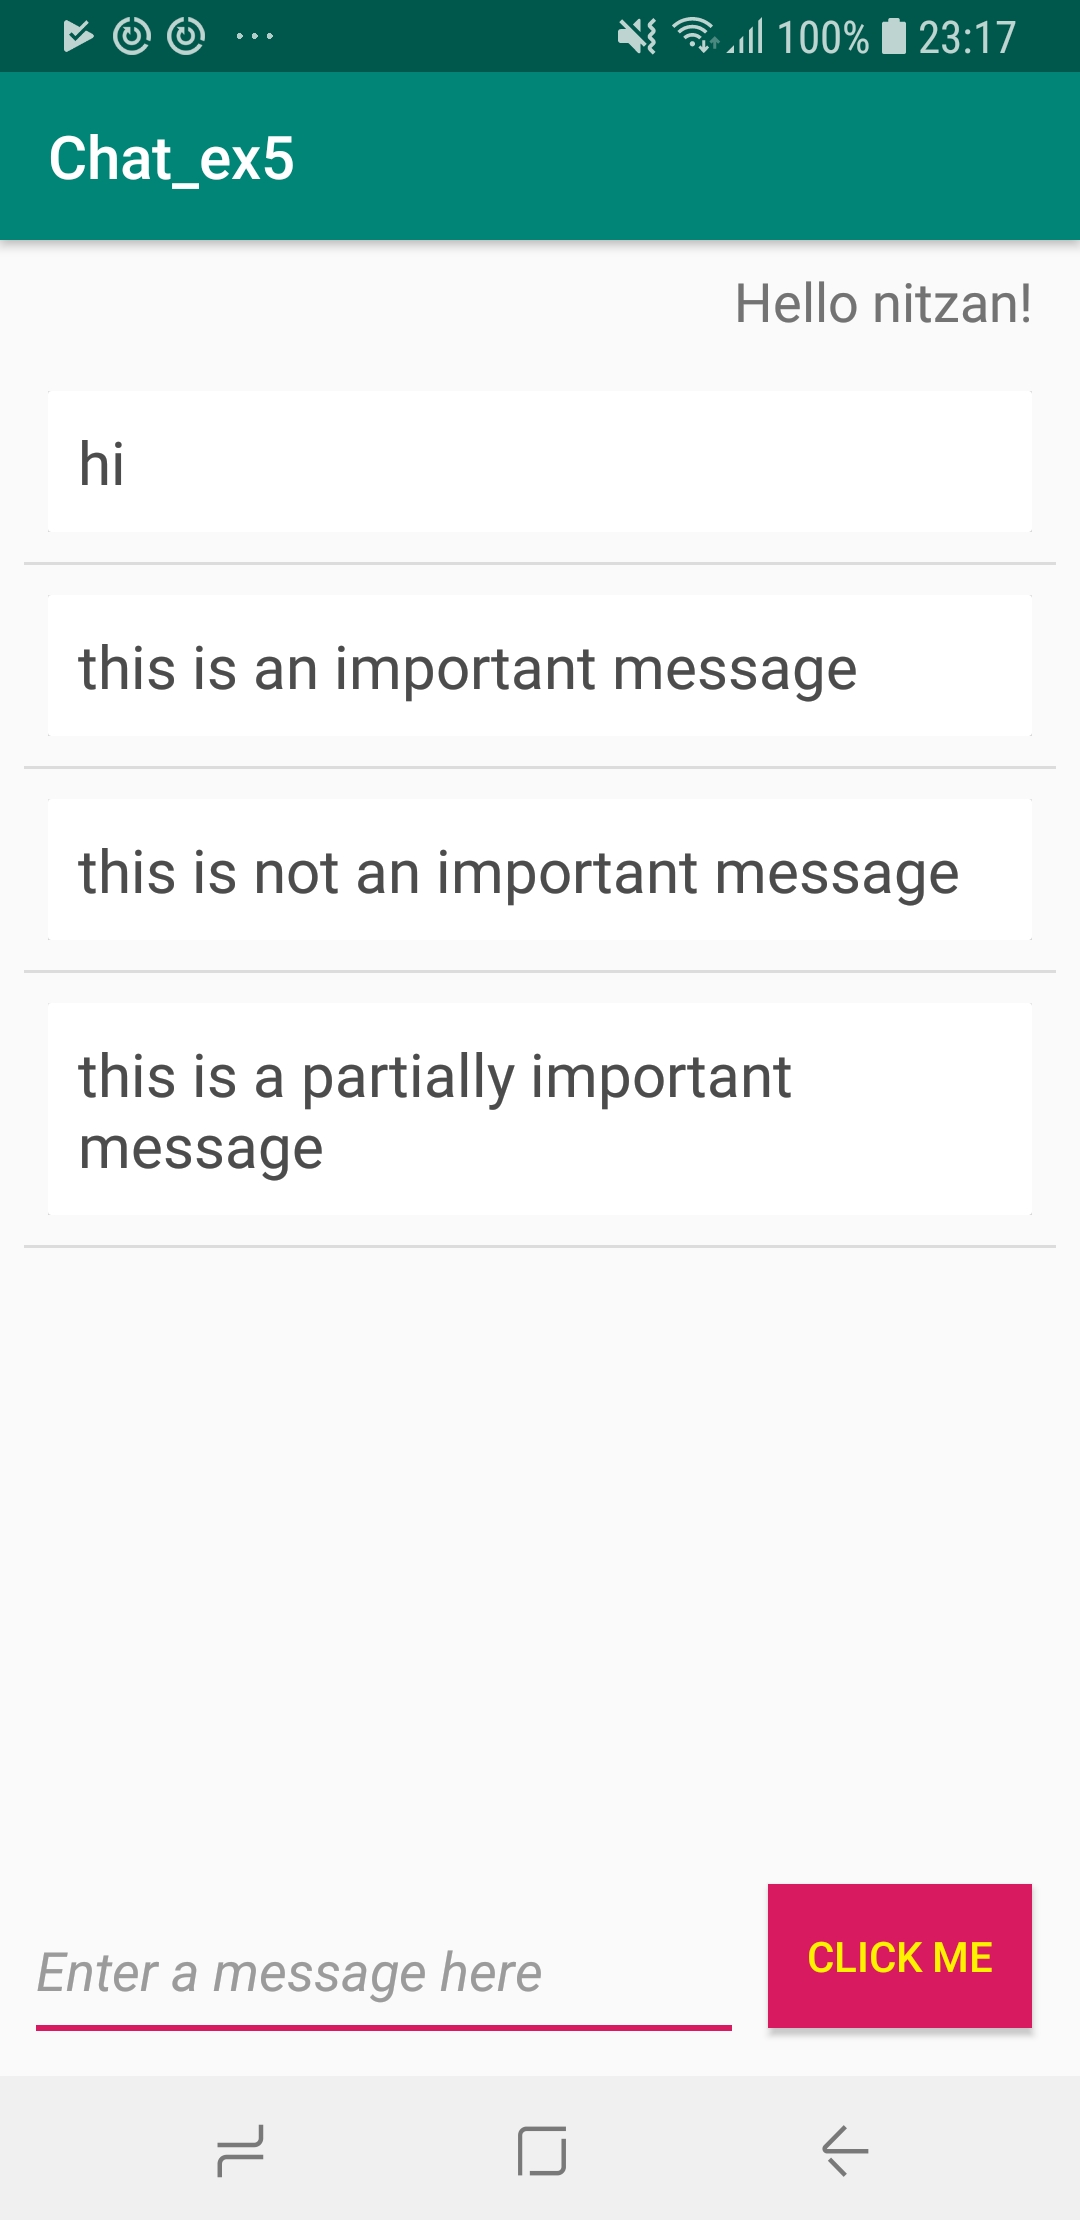 100% 23:17
Chat_ex5
Hello nitzan!
hi
this is an important message
this is not an important message
this is a partially important
message
Enter a message here
CLICK ME